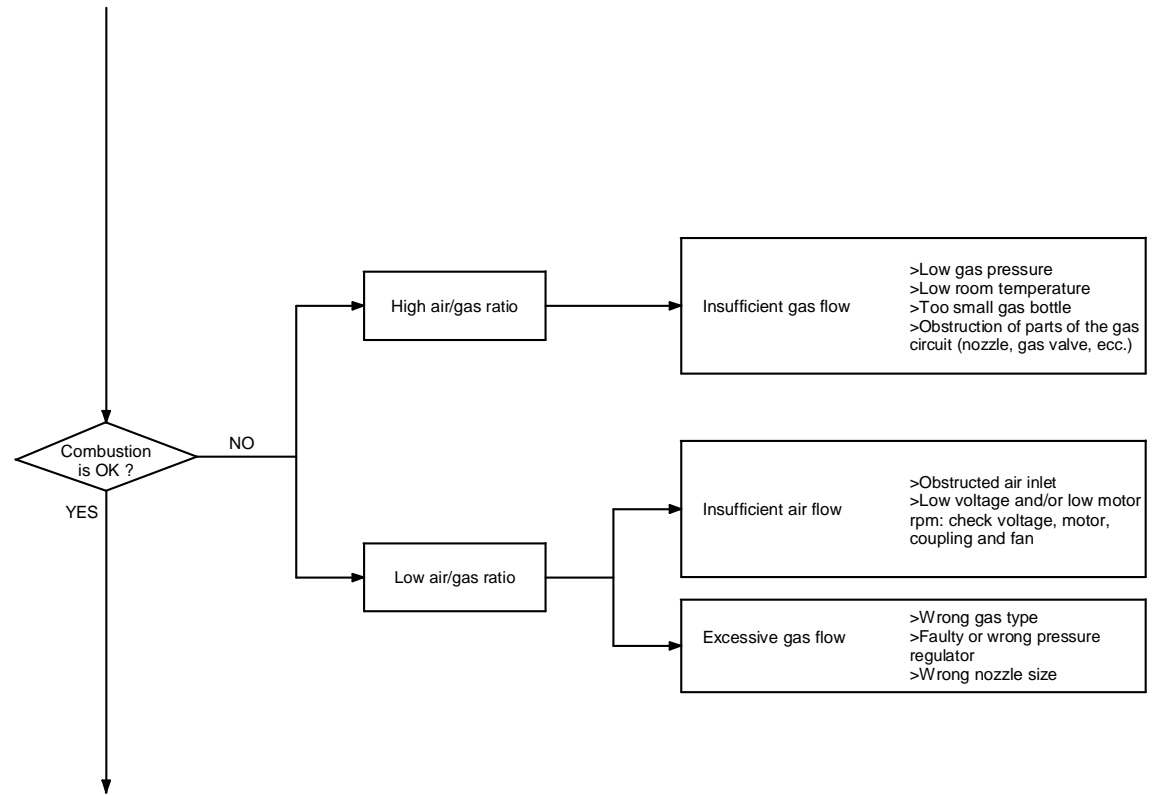 High air/gas ratio
Insufficient gas flow
>Low gas pressure
>Low room temperature
>Too small gas bottle
>Obstruction of parts of the gas
circuit (nozzle, gas valve, ecc.)
Combustion
is OK ?
NO
YES
Low air/gas ratio
Insufficient air flow
>Obstructed air inlet
>Low voltage and/or low motor
rpm: check voltage, motor,
coupling and fan
Excessive gas flow
>Wrong gas type
>Faulty or wrong pressure
regulator
>Wrong nozzle size